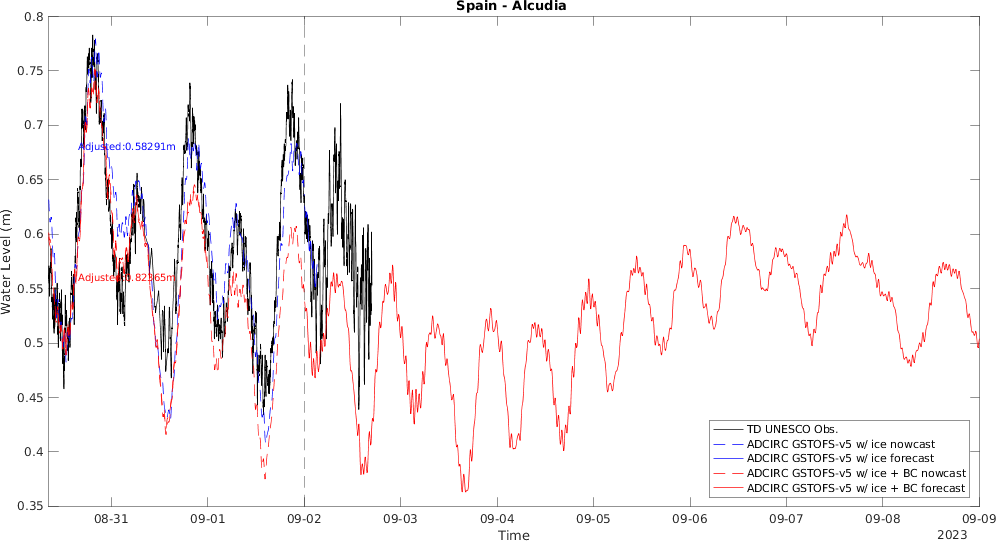 Spain - Alcudia
0.8
0.75
0.7
0.65
0.6
0.55
0.5
0.45
0.4
0.35
Water Level (m)
Adjusted:0.58291m
Adjusted:0.82365m
TD UNESCO Obs.
ADCIRC GSTOFS-v5 w/ ice nowcast
ADCIRC GSTOFS-v5 w/ ice forecast
ADCIRC GSTOFS-v5 w/ ice + BC nowcast
ADCIRC GSTOFS-v5 w/ ice + BC forecast
08-31 09-01 09-02 09-03 09-04 09-05 09-06 09-07 09-08 09-09
Time
2023